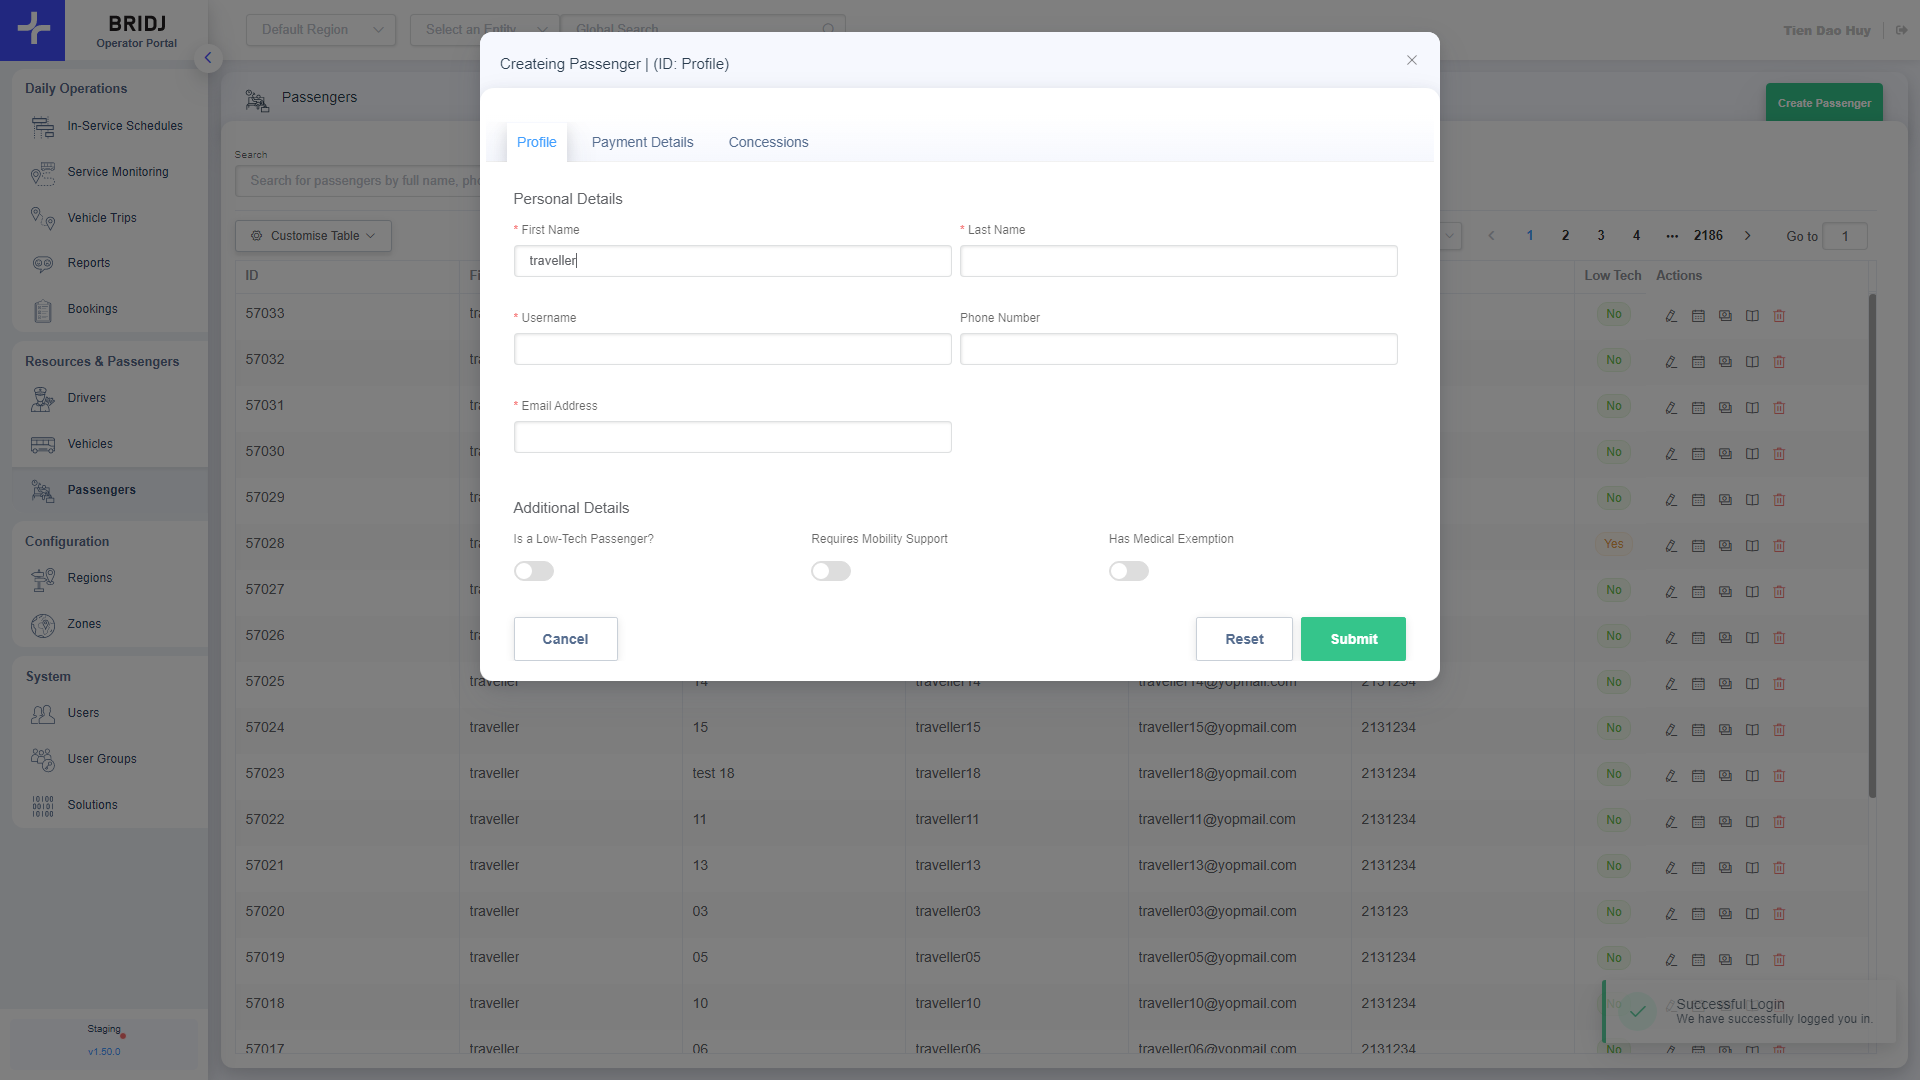 BRIDJ
Operator Portal
Default Region
Select an Entity
Global Search
Tien Dao Huy
Daily Operations
In-Service Schedules
Service Monitoring
Vehicle Trips
Reports
Bookings
Resources & Passengers
Drivers
Vehicles
Passengers
Configuration
Regions
Zones
System
Users
User Groups
Solutions
Staging
v1.50.0
Passengers
Create Passenger
Search
Search for passengers by full name,
Customise Table
1 2 3 4 ••• 2186
Go to 1
ID
Low Tech Actions
57033 No
57032 No
57031 No
57030 No
57029 No
57028 Yes
57027 No
57026 No
57025 traveller 14 traveller14 traveller14@yopmail.com 2131234 No
57024 traveller 15 traveller15 traveller15@yopmail.com 2131234 No
57023 traveller test 18 traveller18 traveller18@yopmail.com 2131234 No
57022 traveller 11 traveller11 traveller11@yopmail.com 2131234 No
57021 traveller 13 traveller13 traveller13@yopmail.com 2131234 No
57020 traveller 03 traveller03 traveller03@yopmail.com 213123 No
57019 traveller 05 traveller05 traveller05@yopmail.com 2131234 No
57018 traveller 10 traveller10 traveller10@yopmail.com 2131234 No
57017 traveller 06 traveller06 traveller06@yopmail.com 2131234 No
Createing Passenger | (ID: Profile)
Profile Payment Details Concessions
Personal Details
* First Name
traveller
* Last Name
* Username
Phone Number
* Email Address
Additional Details
Is a Low-Tech Passenger?
Requires Mobility Support
Has Medical Exemption
Cancel Reset Submit
Successful Login
We have successfully logged you in.